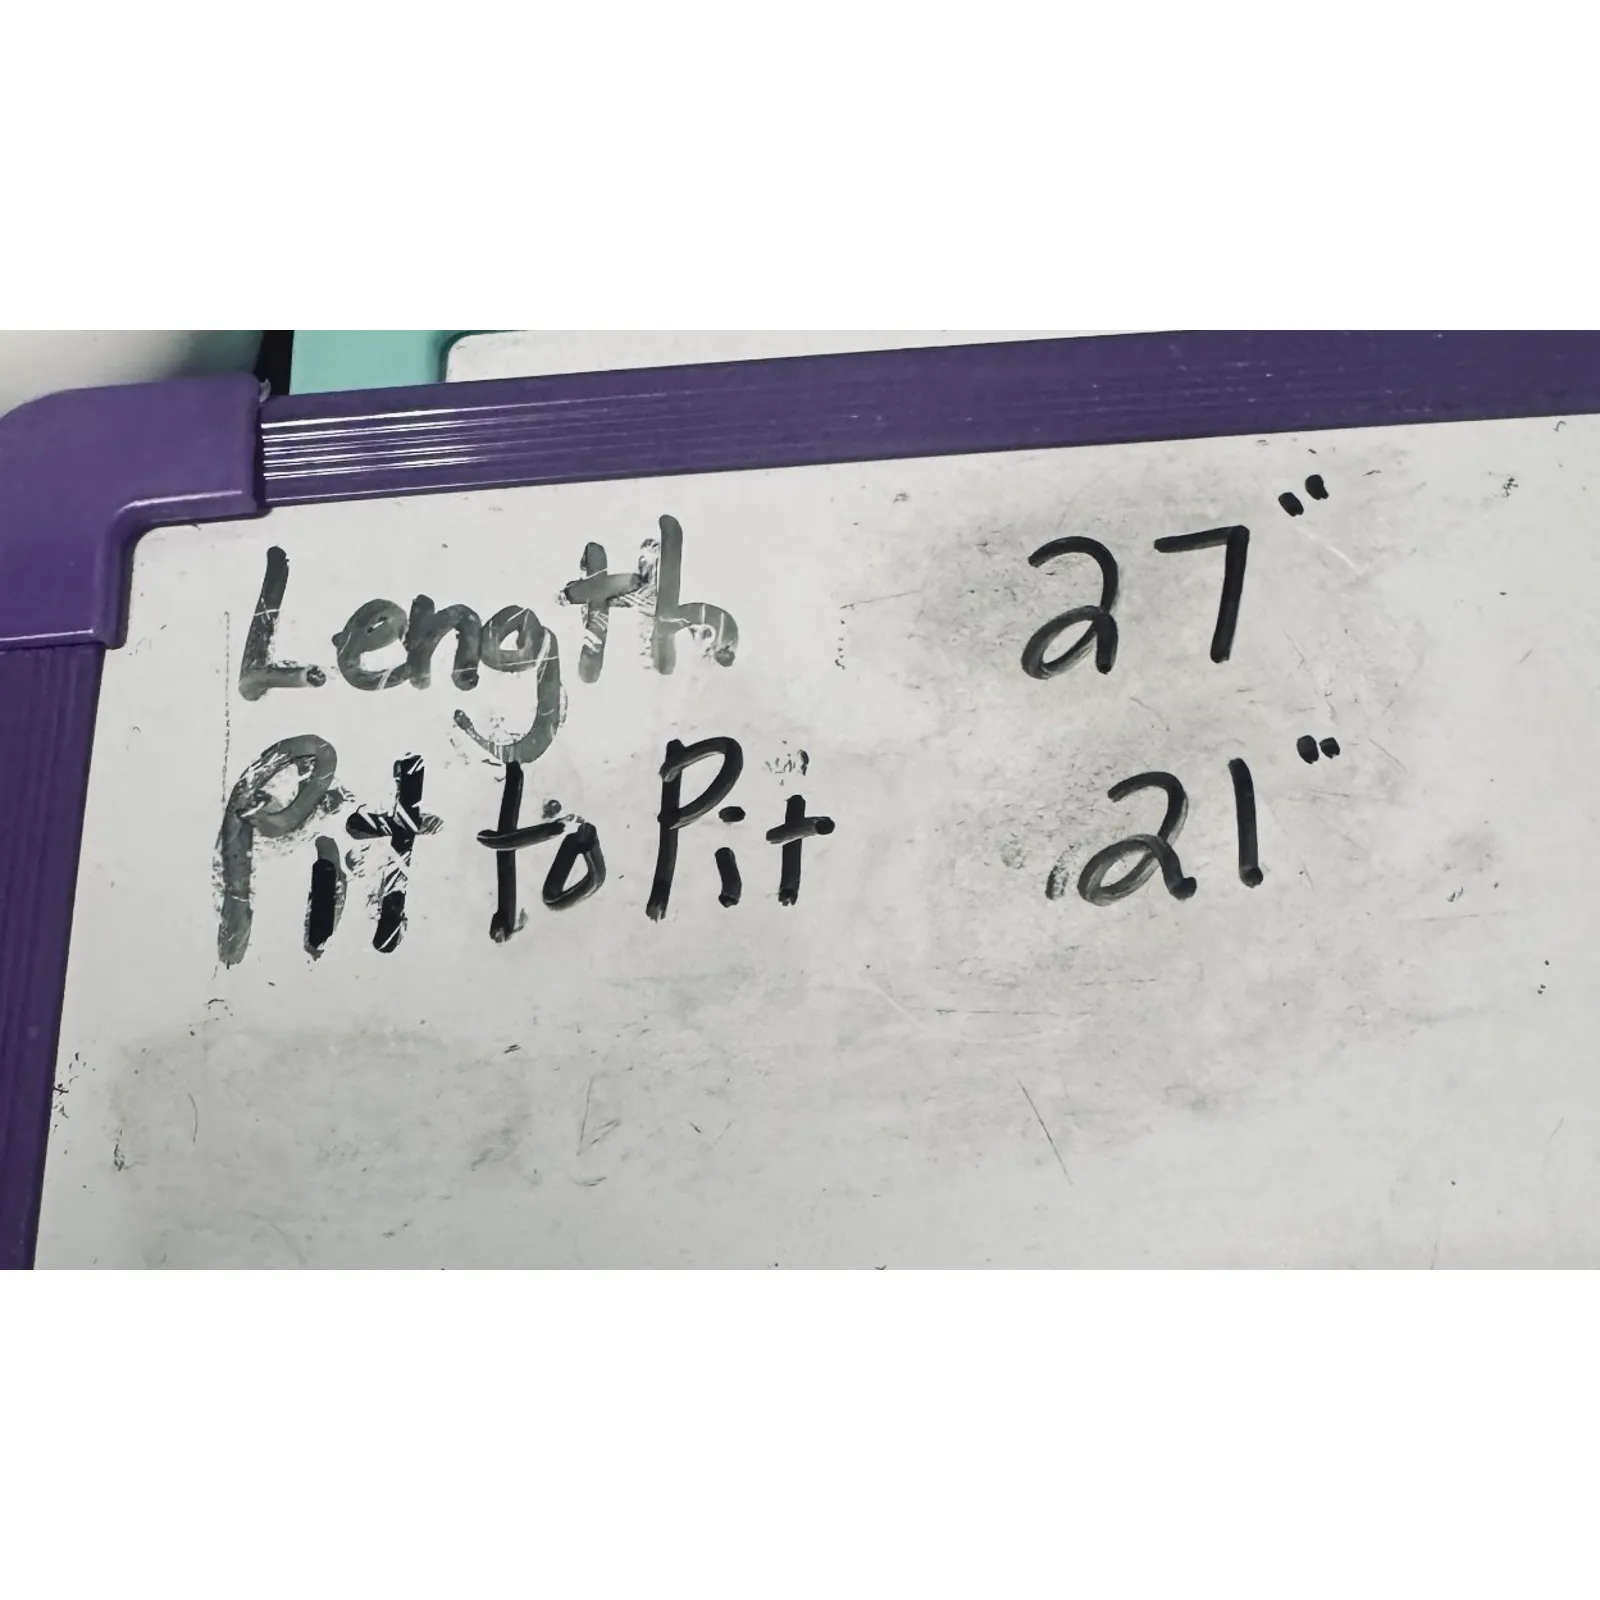 Length 27"
Pit to Pit 21"